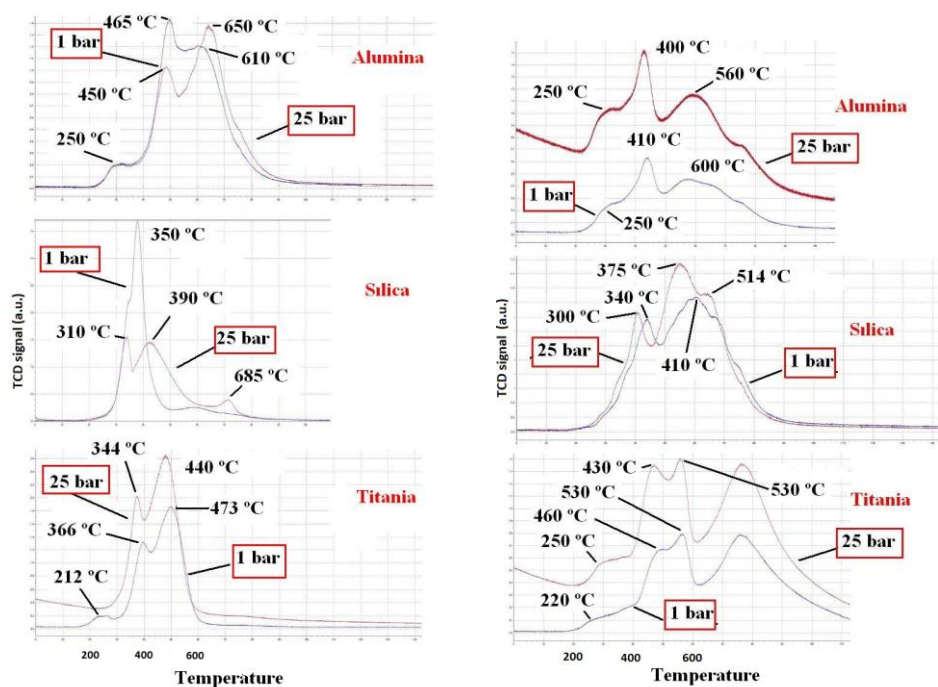 465 ºC
650 ºC
1 bar
Alumina
610 ºC
450 ºC
25 bar
250 ºC
350 ºC
1 bar
Sılica
390 ºC
310 ºC
25 bar
685 ºC
TCD signal (a.u.)
344 ºC
440 ºC
25 bar
Titania
473 ºC
366 ºC
1 bar
212 ºC
200 400 600
Temperature
400 ºC
Alumina
250 ºC
560 ºC
410 ºC
25 bar
600 ºC
1 bar
250 ºC
375 ºC
514 ºC
340 ºC
Sılica
300 ºC
TCD signal (a.u.)
25 bar
410 ºC
1 bar
430 ºC
Titania
530 ºC
530 ºC
460 ºC
250 ºC
25 bar
220 ºC
1 bar
200 400 600
Temperature